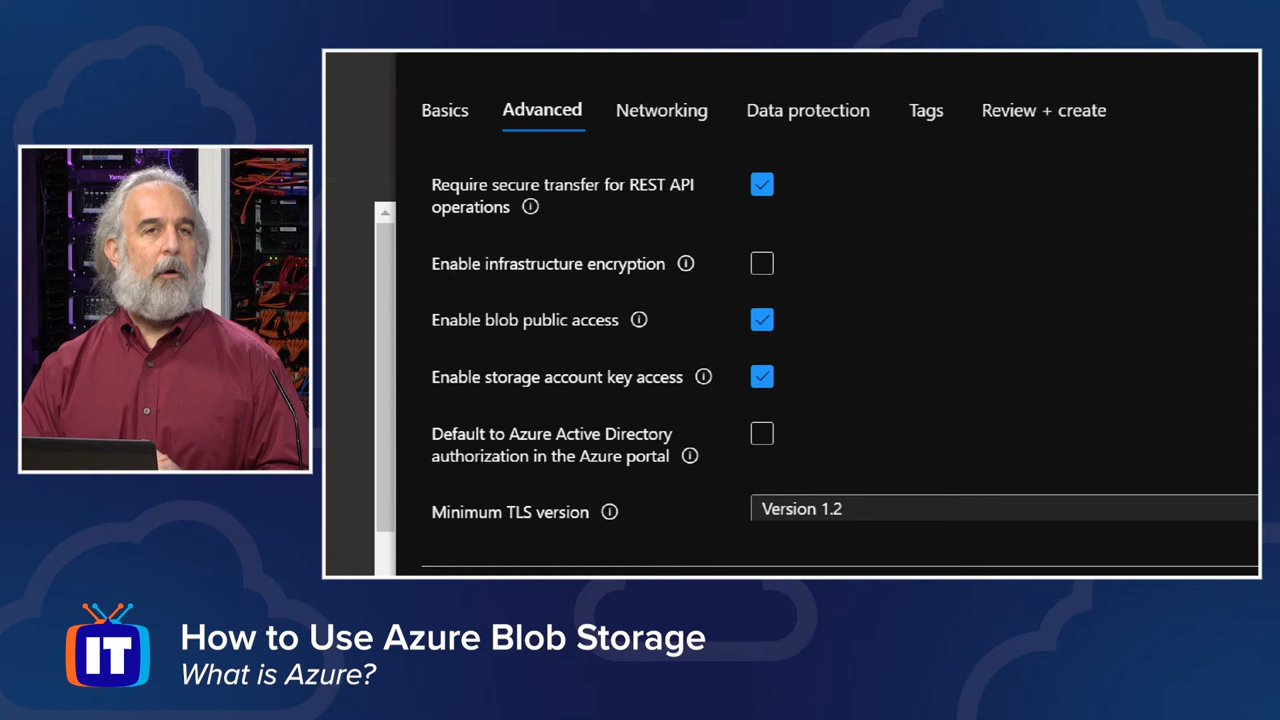 Basics Advanced Networking Data protection Tags Review + create
Require secure transfer for REST API
operations
Enable infrastructure encryption
Enable blob public access
Enable storage account key access
Default to Azure Active Directory
authorization in the Azure portal
Minimum TLS version Version 1.2
IT How to Use Azure Blob Storage
What is Azure?